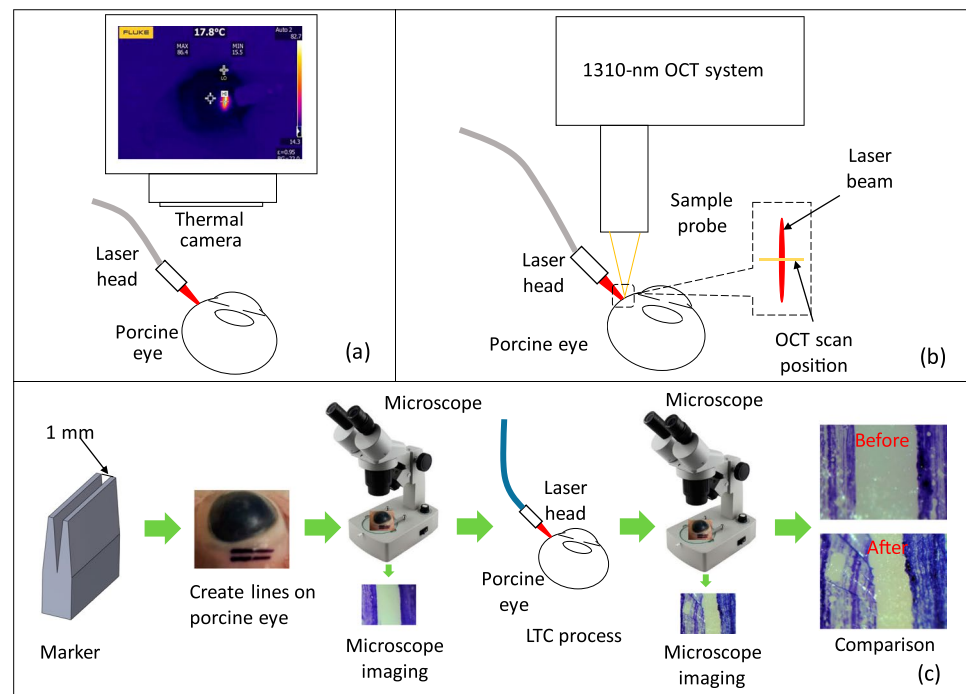 FLUKE
17.8°C
Auto 2
82.7
MAX
86.4
MIN
15.5
LO
14.3
ε=0.95
Thermal
camera
Laser
head
Porcine
eye
(a)
1310-nm OCT system
Sample
probe
Laser
beam
Laser
head
Porcine eye
OCT scan
position
(b)
1 mm
Marker
Create lines on
porcine eye
Microscope
Microscope
imaging
Laser
head
Porcine
eye
LTC process
Microscope
Microscope
imaging
Before
After
Comparison
(c)